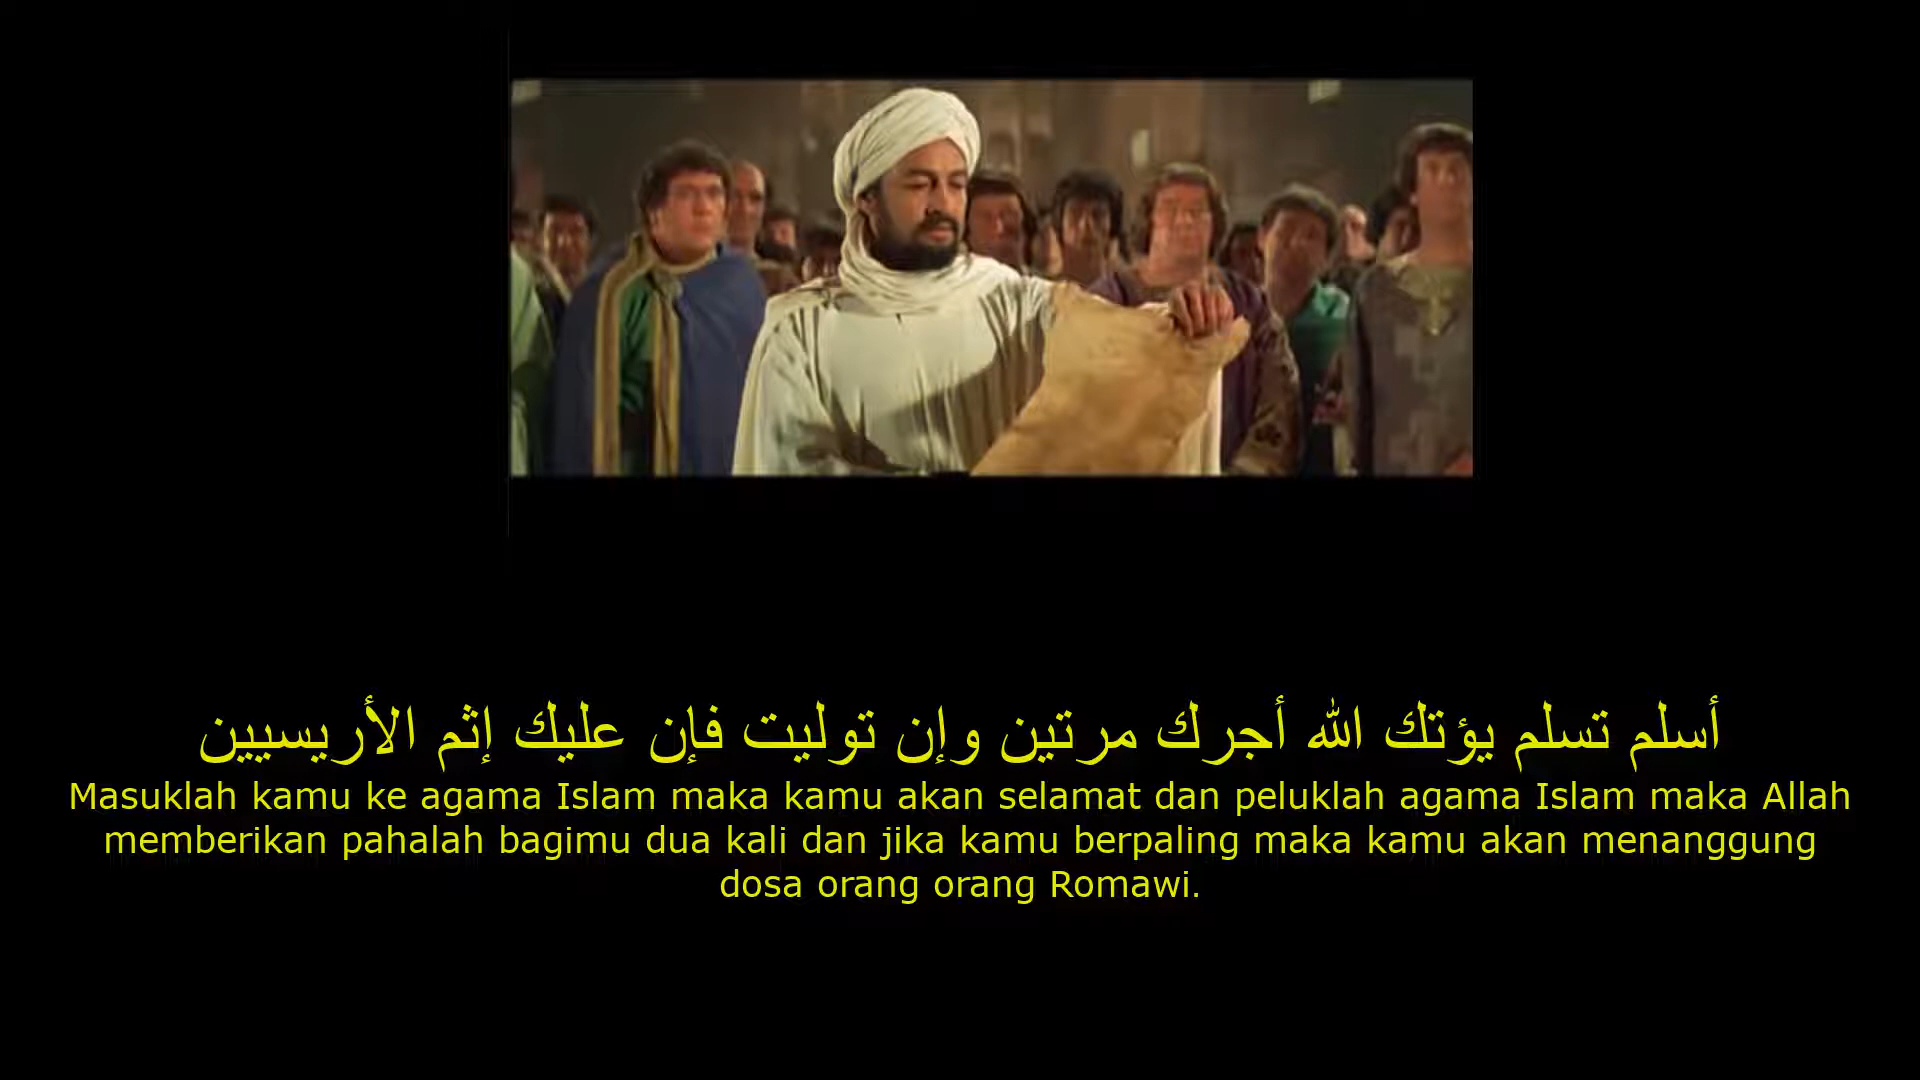 أسلم تسلم يؤتك الله أجرك مرتين وإن توليت فإن عليك إثم الأريسيين
Masuklah kamu ke agama Islam maka kamu akan selamat dan peluklah agama Islam maka Allah
memberikan pahalah bagimu dua kali dan jika kamu berpaling maka kamu akan menanggung
dosa orang orang Romawi.